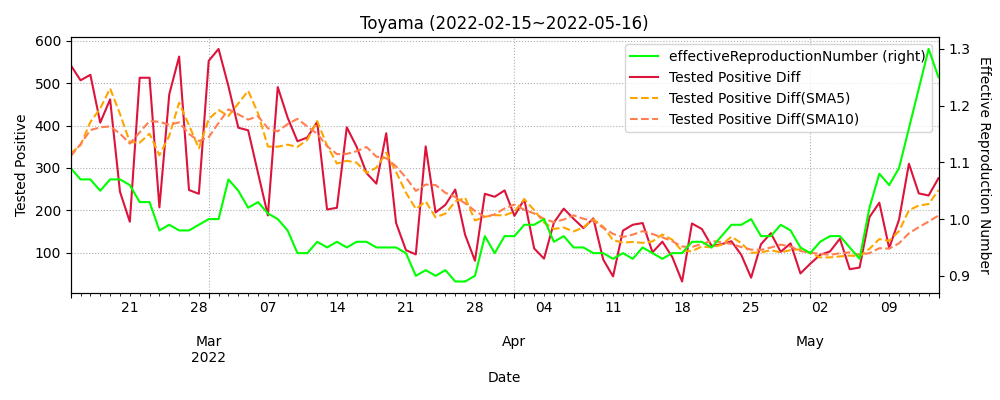 Toyama (2022-02-15~2022-05-16)
effectiveReproductionNumber (right)
Tested Positive Diff
Tested Positive Diff(SMA5)
Tested Positive Diff(SMA10)
Tested Positive
600
500
400
300
200
100
1.3
1.2
1.1
1.0
0.9
Effective Reproduction Number
21 28 07 14 21 28 04 11 18 25 02 09
Mar Apr May
2022
Date